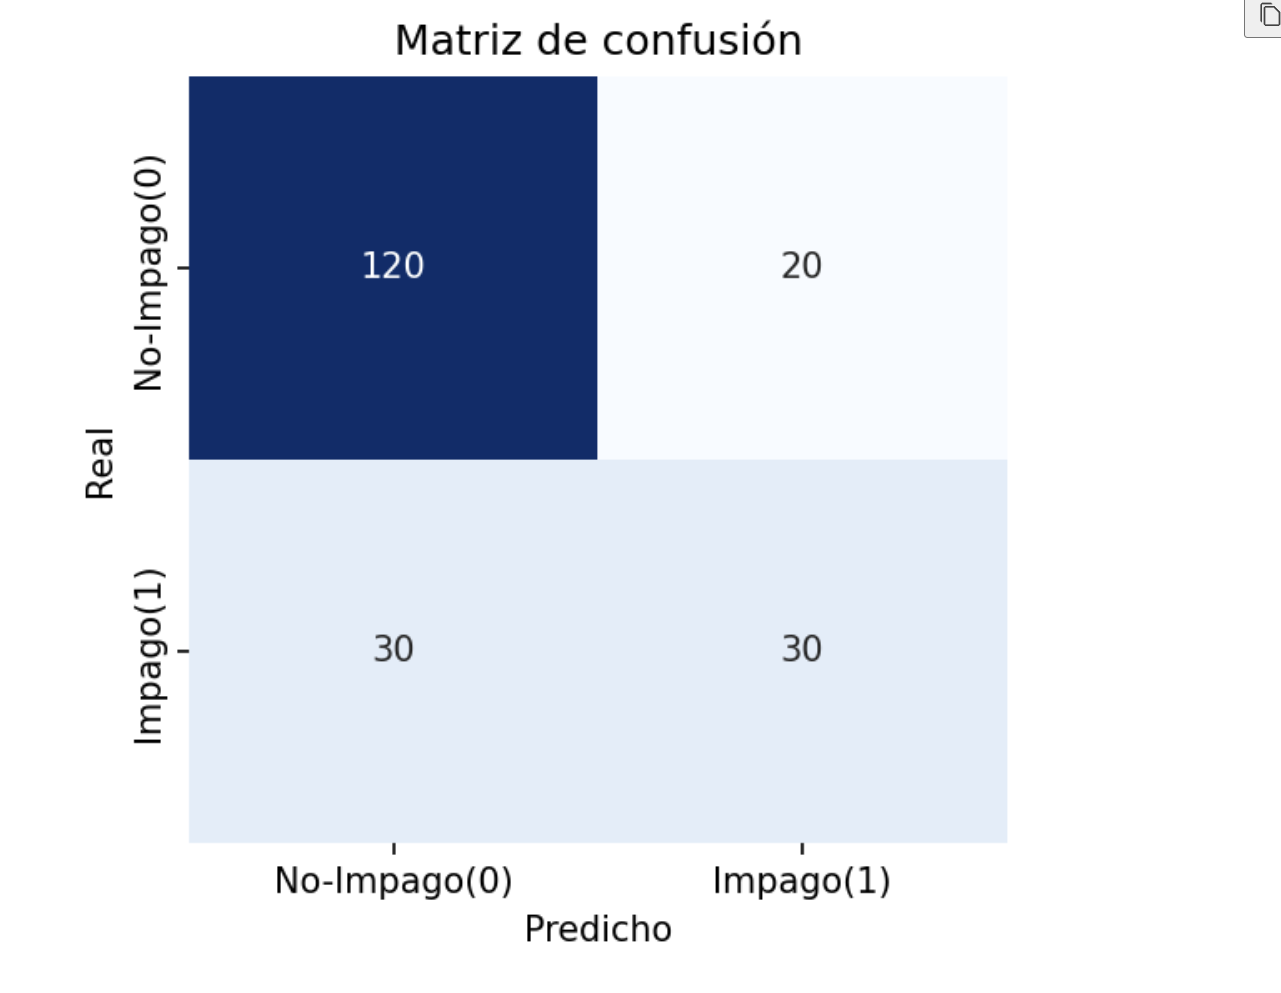 Matriz de confusión
No-Impago(0)
120
20
Real
Impago(1)
30
30
No-Impago(0)
Impago(1)
Predicho